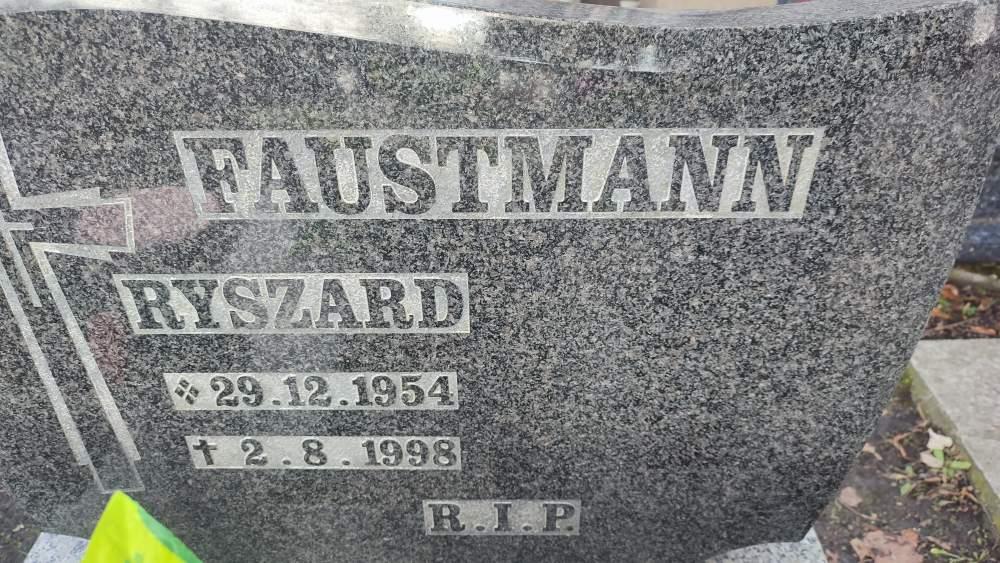 FAUSTMANN
RYSZARD
29.12.1954
✝ 2.8.1998
R.I.P.